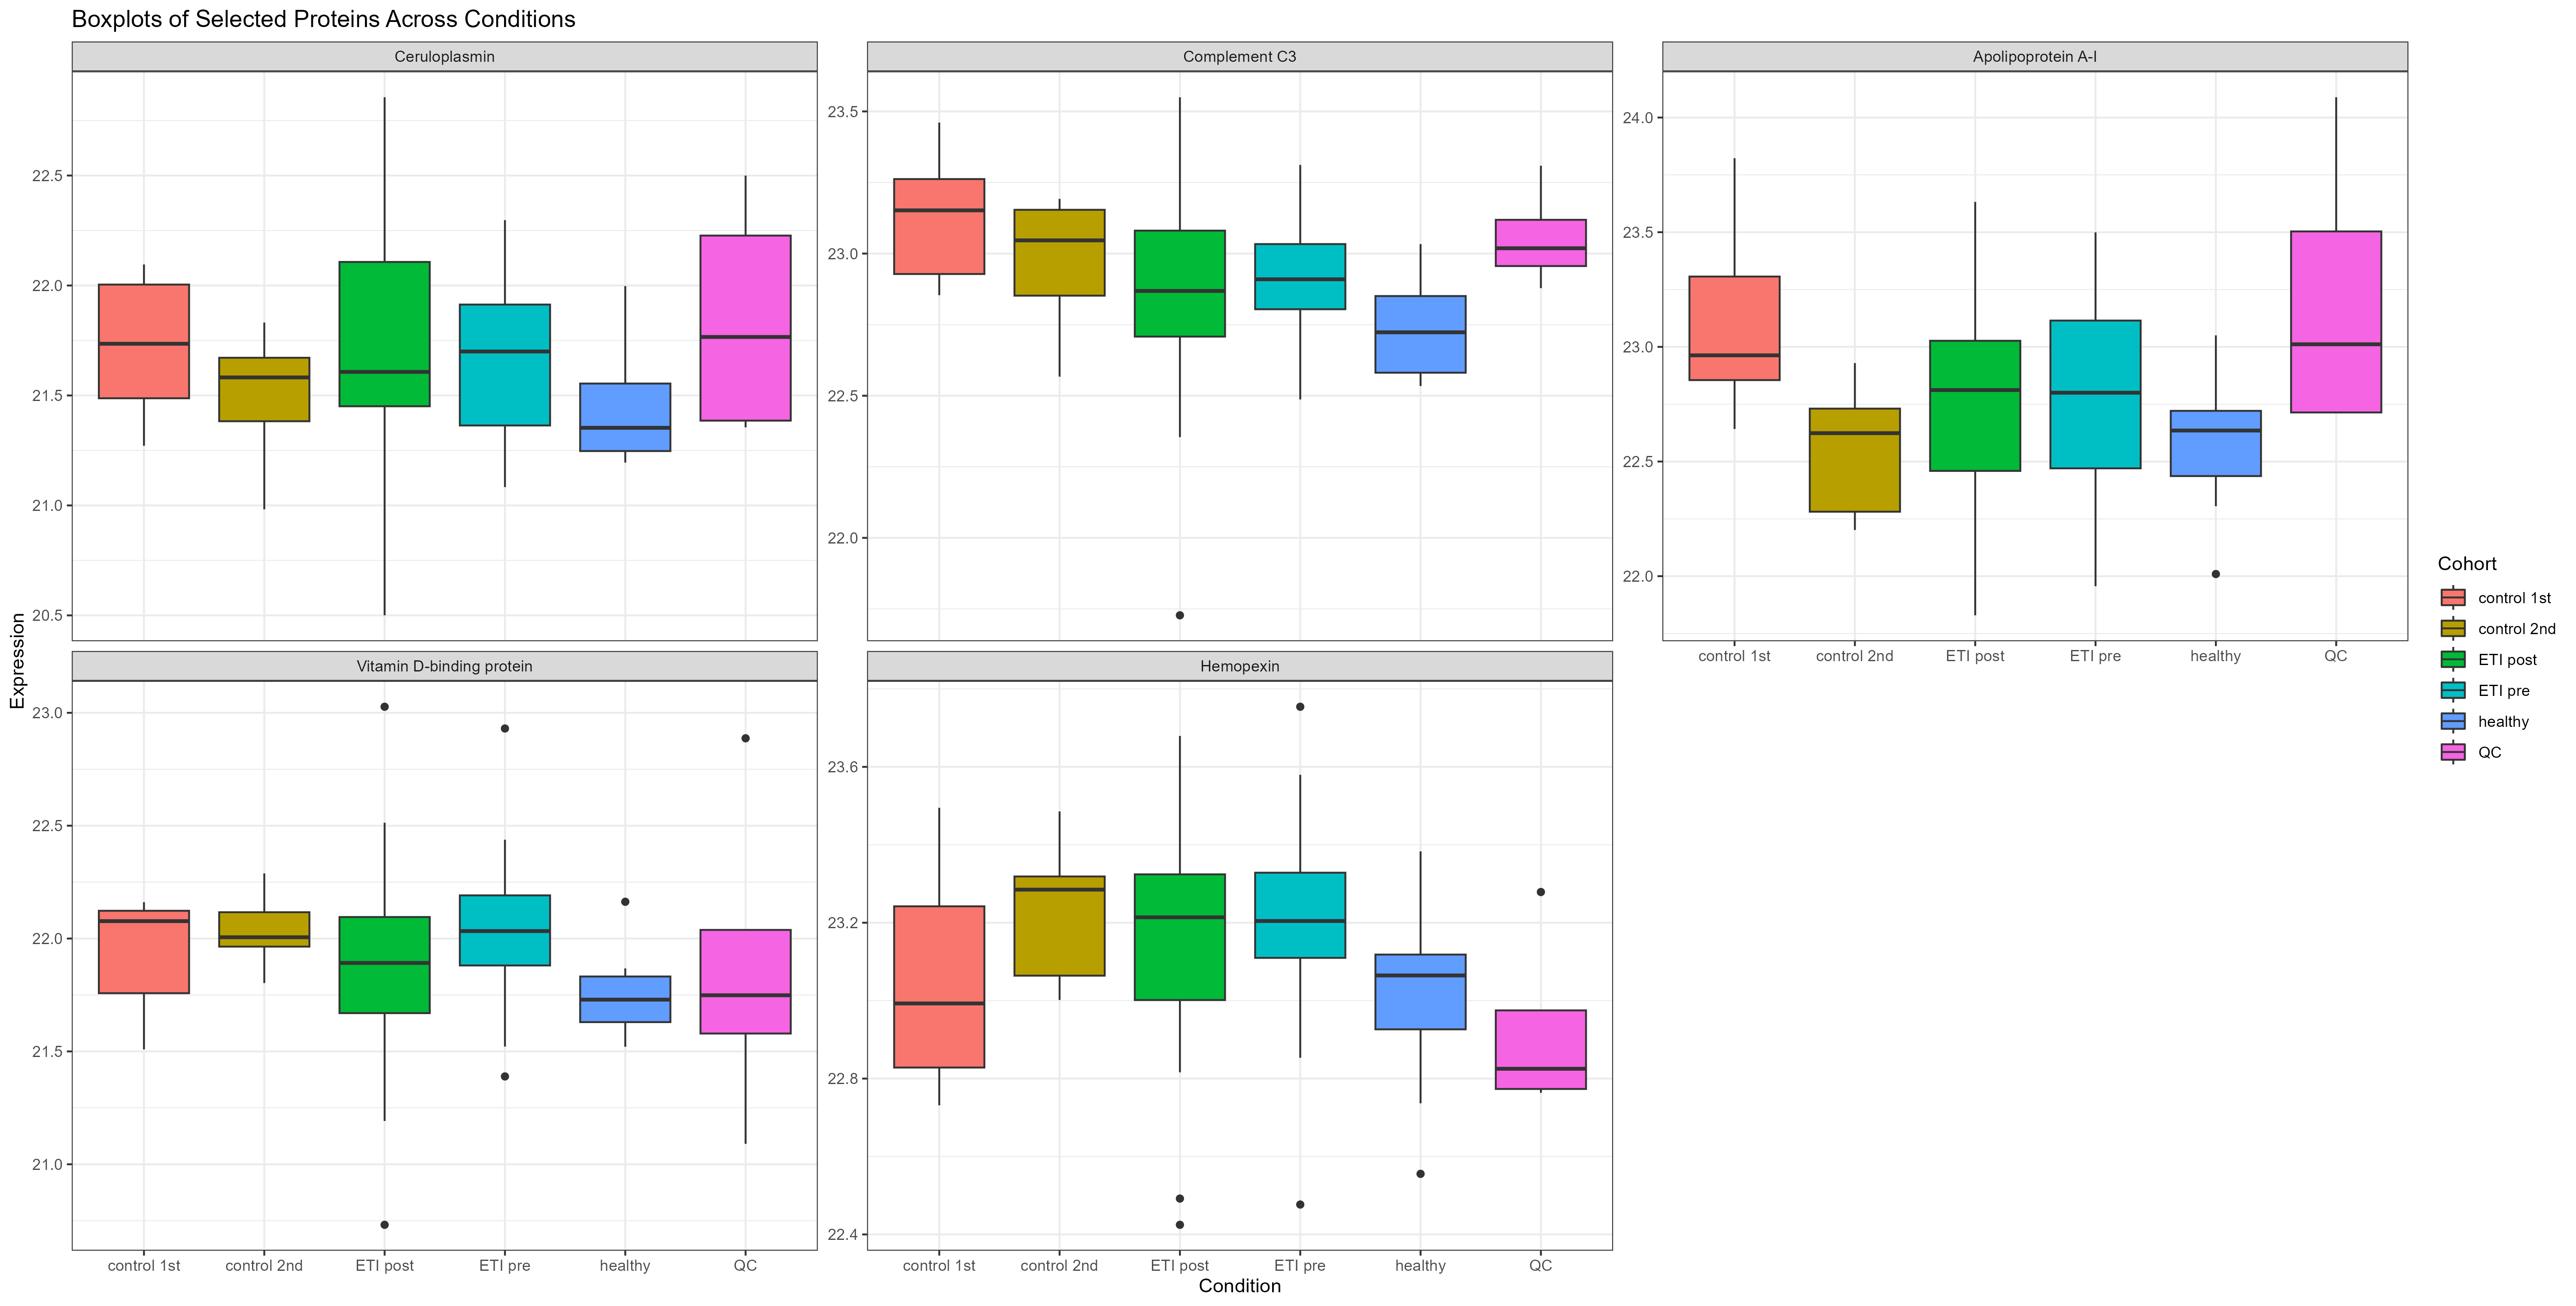 Boxplots of Selected Proteins Across Conditions
Ceruloplasmin
Complement C3
Apolipoprotein A-I
22.5
22.0
21.5
21.0
20.5
23.5
23.0
22.5
22.0
24.0
23.5
23.0
22.5
22.0
control 1st control 2nd ETI post ETI pre healthy QC
Vitamin D-binding protein
Hemopexin
23.0
22.5
22.0
21.5
21.0
23.6
23.2
22.8
22.4
control 1st control 2nd ETI post ETI pre healthy QC
control 1st control 2nd ETI post ETI pre healthy QC
Expression
Condition
Cohort
control 1st
control 2nd
ETI post
ETI pre
healthy
QC